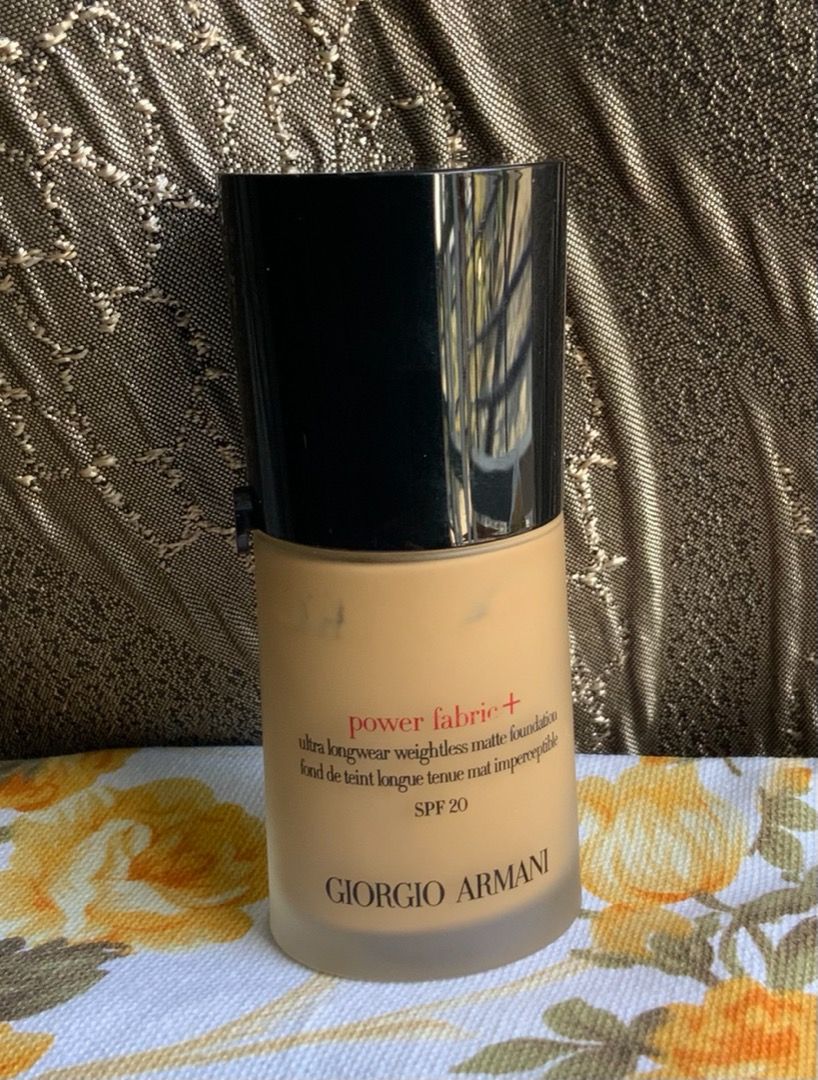 power fabric+
ultra longwear weightless matte foundation
fond de teint longue tenue mat imperceptible
SPF 20
GIORGIO ARMANI